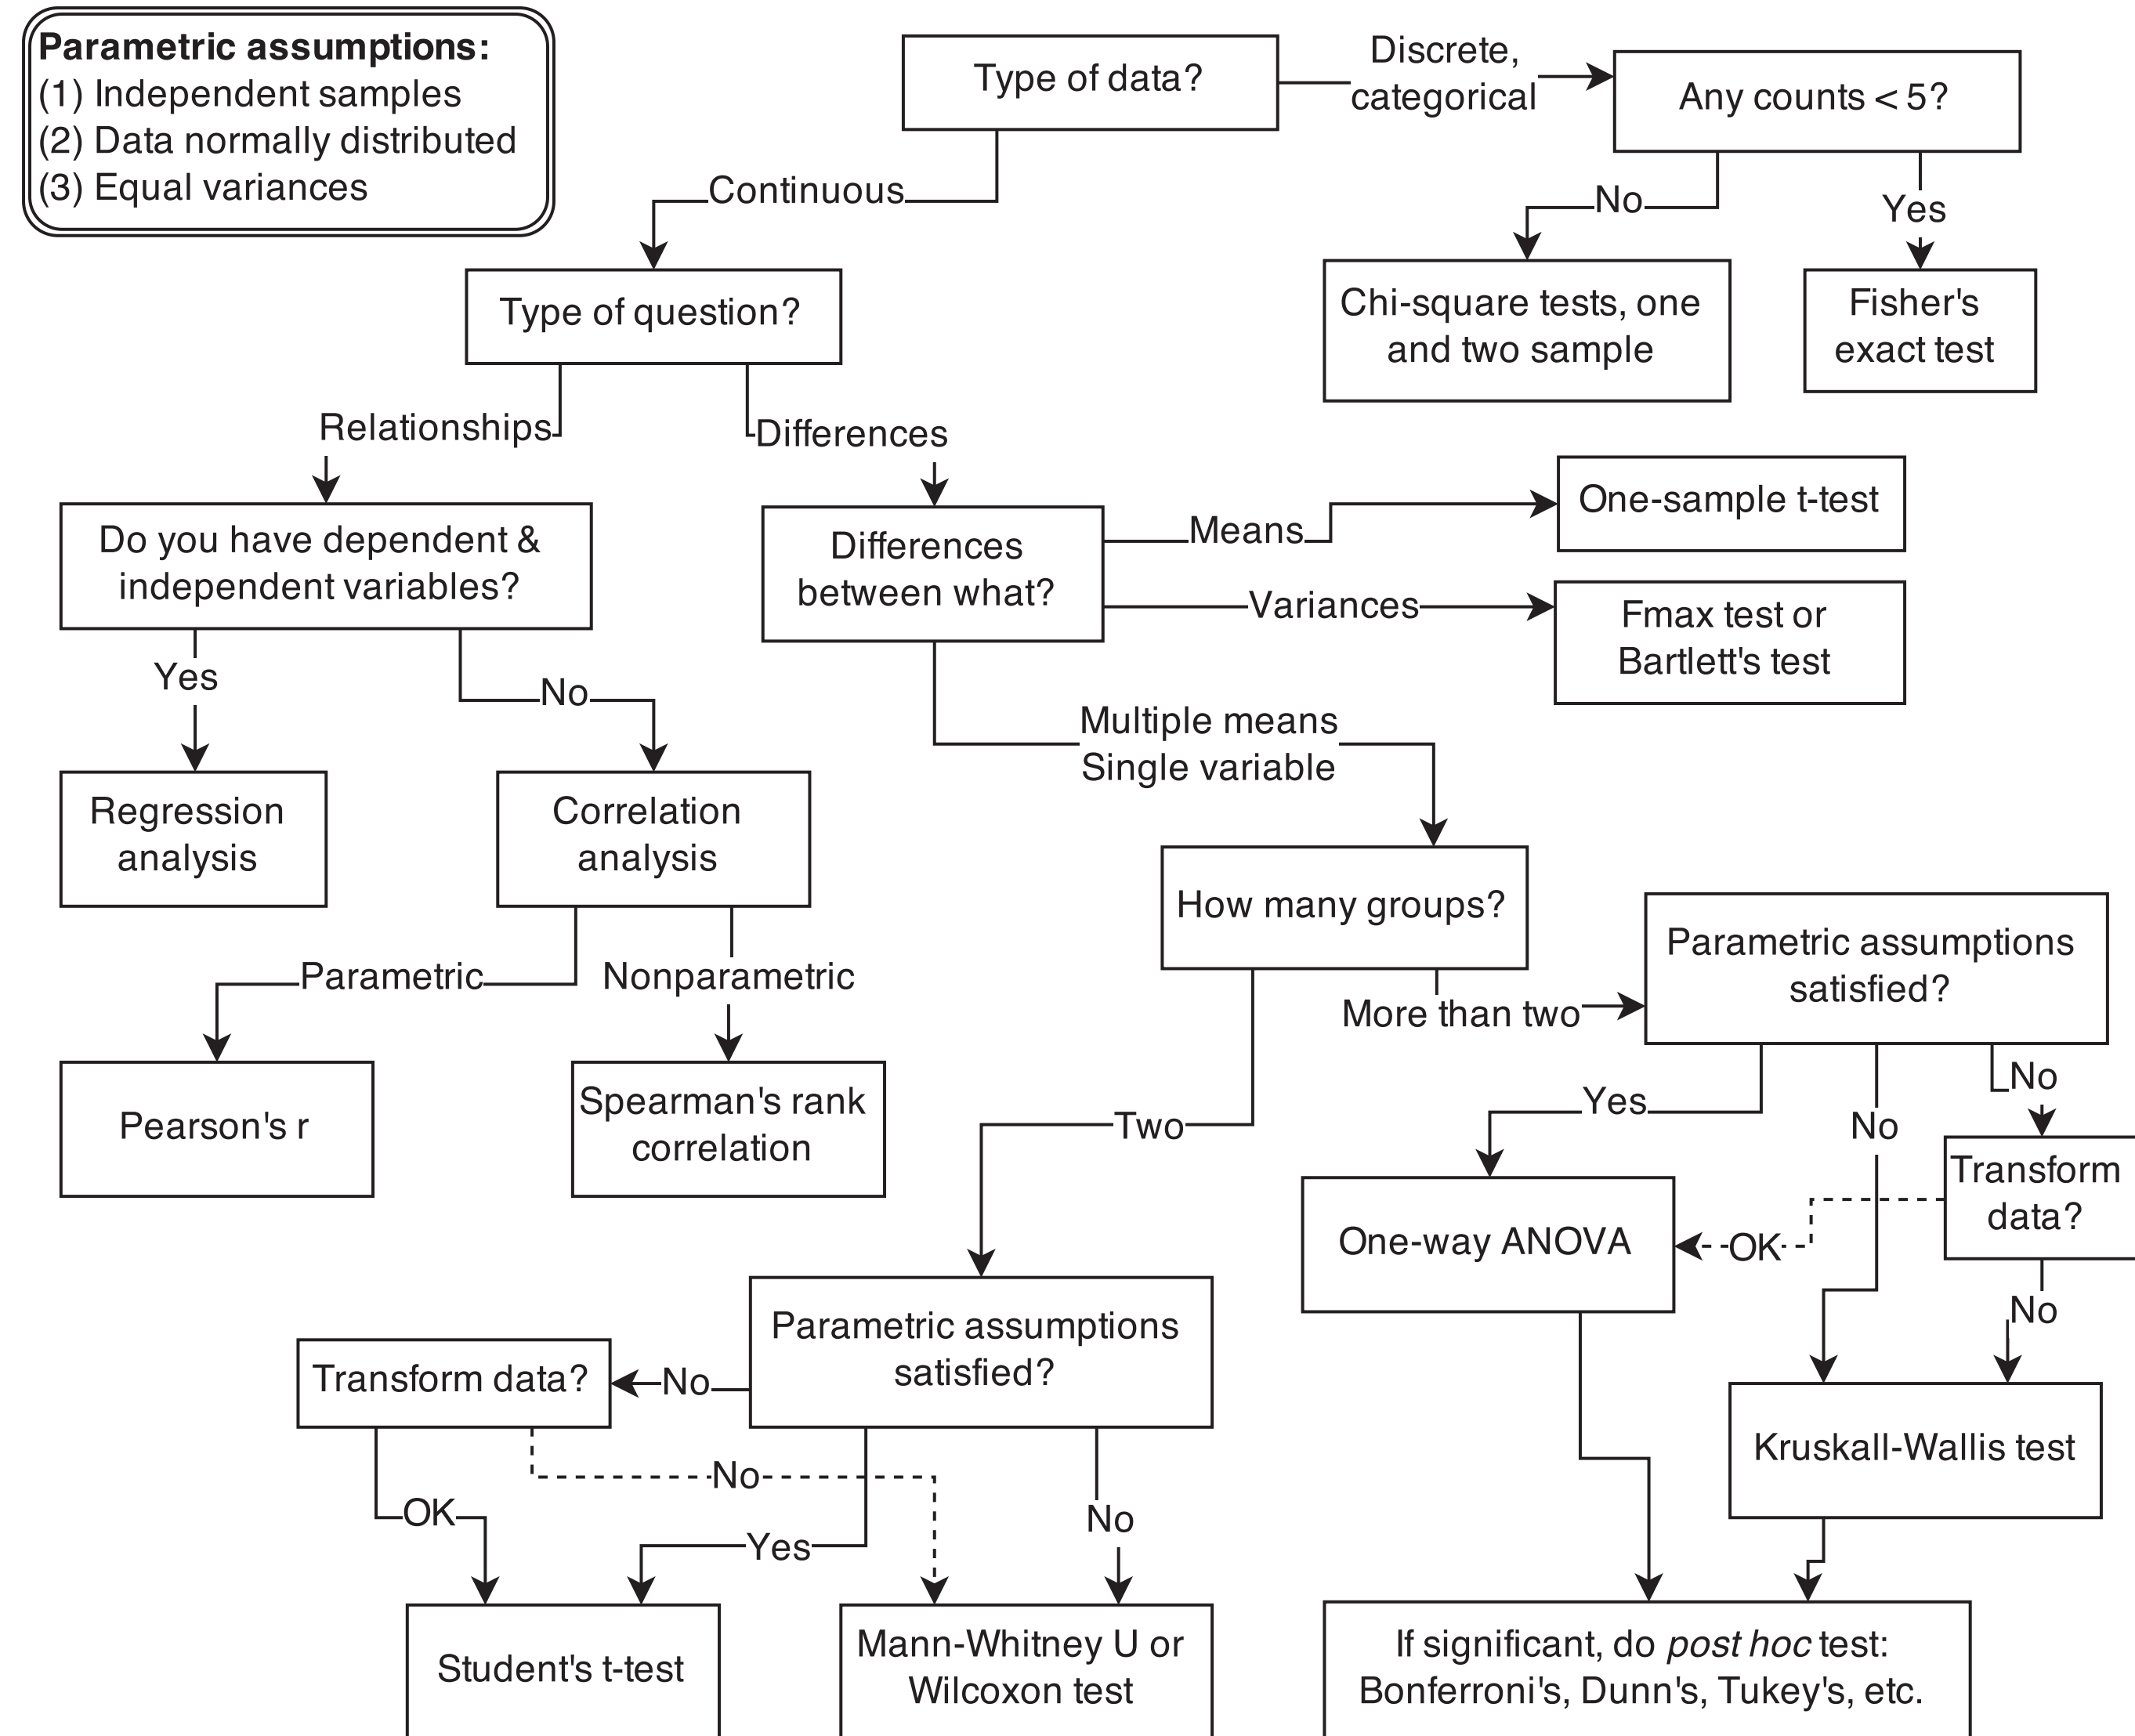 Parametric assumptions:
(1) Independent samples
(2) Data normally distributed
(3) Equal variances
Type of data?
Discrete,
categorical
Any counts < 5?
Continuous
No
Yes
Type of question?
Chi-square tests, one
and two sample
Fisher's
exact test
Relationships
Differences
Do you have dependent &
independent variables?
Differences
between what?
Means
One-sample t-test
Variances
Fmax test or
Bartlett's test
Yes
No
Multiple means
Single variable
Regression
analysis
Correlation
analysis
How many groups?
Parametric assumptions
satisfied?
Parametric
Nonparametric
More than two
Pearson's r
Spearman's rank
correlation
Two
Yes
No
No
Transform
data?
One-way ANOVA
OK
No
Parametric assumptions
satisfied?
Transform data?
No
Kruskall-Wallis test
No
OK
Yes
No
Student's t-test
Mann-Whitney U or
Wilcoxon test
If significant, do post hoc test:
Bonferroni's, Dunn's, Tukey's, etc.